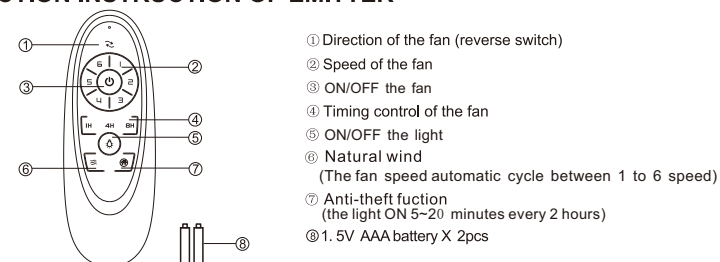 FUNCTION INSTRUCTION OF EMITTER
① Direction of the fan (reverse switch)
② Speed of the fan
③ ON/OFF the fan
④ Timing control of the fan
⑤ ON/OFF the light
⑥ Natural wind
(The fan speed automatic cycle between 1 to 6 speed)
⑦ Anti-theft fuction
(the light ON 5~20 minutes every 2 hours)
⑧ 1. 5V AAA battery X 2pcs
①
6 1
②
5 2
③
4 3
1H 4H 8H
④
⑤
⑥
⑦
⑧